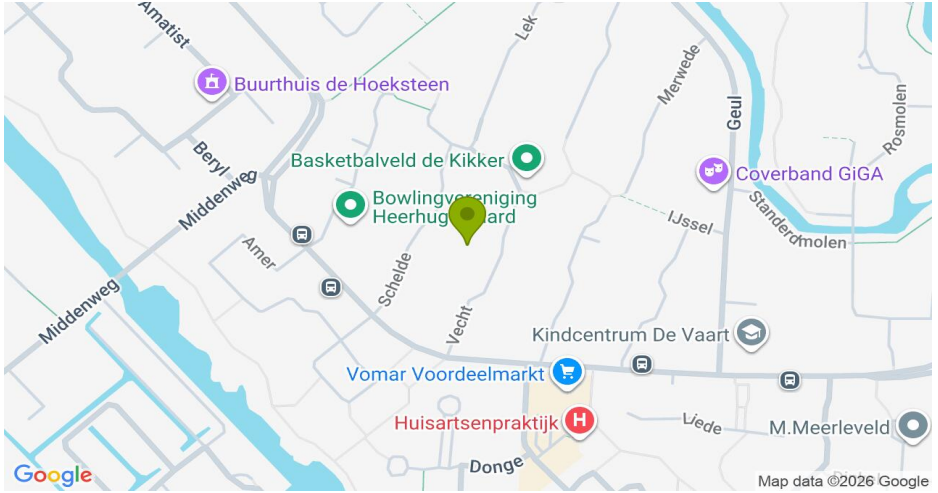 Amatist
Lek
Buurthuis de Hoeksteen
Merwede
Geul
Rosmolen
Beryl
Basketbalveld de Kikker
Coverband GiGA
Middenweg
Bowlingvereniging
Heerhugowaard
IJssel
Standerdmolen
Amer
Schelde
Middenweg
Vecht
Kindcentrum De Vaart
Vomar Voordeelmarkt
Huisartsenpraktijk
H
Liede
M.Meerleveld
Donge
Google
Map data ©2026 Google